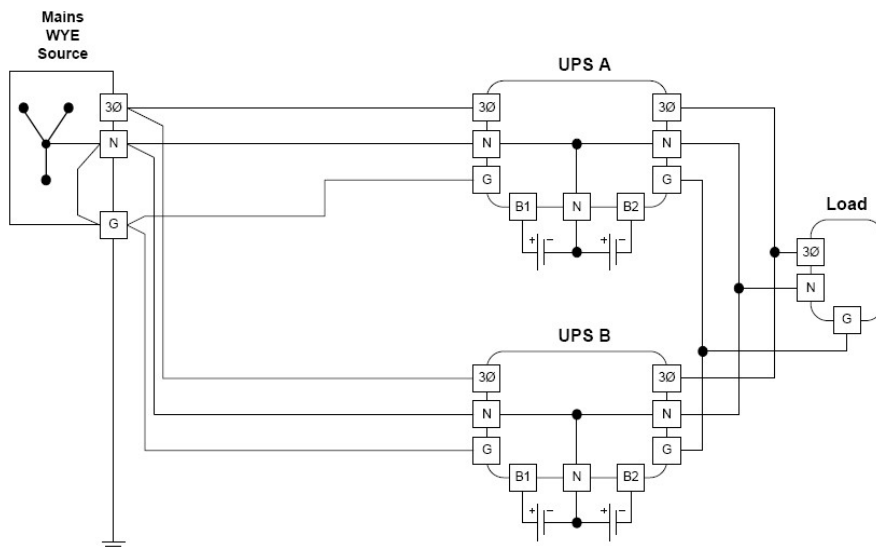 Mains
WYE
Source
UPS A
3Ø
3Ø
3Ø
N
N
N
G
G
G
B1
N
B2
+
−
+
−
Load
3Ø
N
G
UPS B
3Ø
3Ø
N
N
G
G
B1
N
B2
+
−
+
−